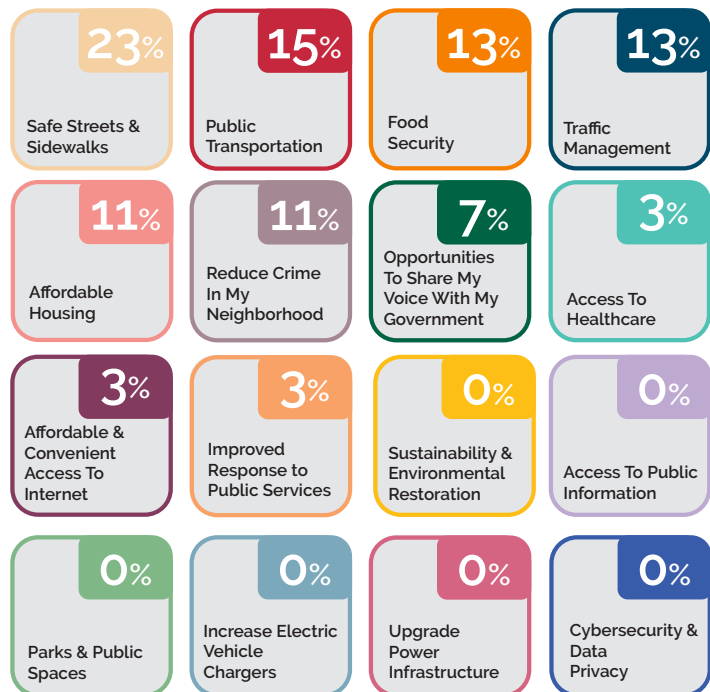 23%
Safe Streets &
Sidewalks
15%
Public
Transportation
13%
Food
Security
13%
Traffic
Management
11%
Affordable
Housing
11%
Reduce Crime
In My
Neighborhood
7%
Opportunities
To Share My
Voice With My
Government
3%
Access To
Healthcare
3%
Affordable &
Convenient
Access To
Internet
3%
Improved
Response to
Public Services
0%
Sustainability &
Environmental
Restoration
0%
Access To Public
Information
0%
Parks & Public
Spaces
0%
Increase Electric
Vehicle
Chargers
0%
Upgrade
Power
Infrastructure
0%
Cybersecurity &
Data
Privacy